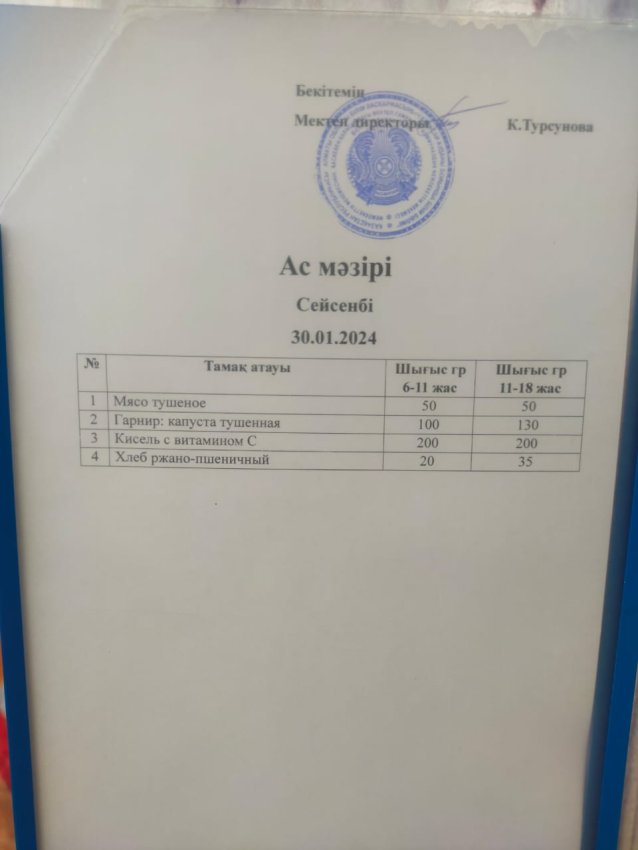 Бекітемін
Мектеп директоры К.Турсунова
Ас мәзірі
Сейсенбі
30.01.2024
№ Тамақ атауы Шығыс гр 6-11 жас Шығыс гр 11-18 жас
1 Мясо тушеное 50 50
2 Гарнир: капуста тушенная 100 130
3 Кисель с витамином С 200 200
4 Хлеб ржано-пшеничный 20 35